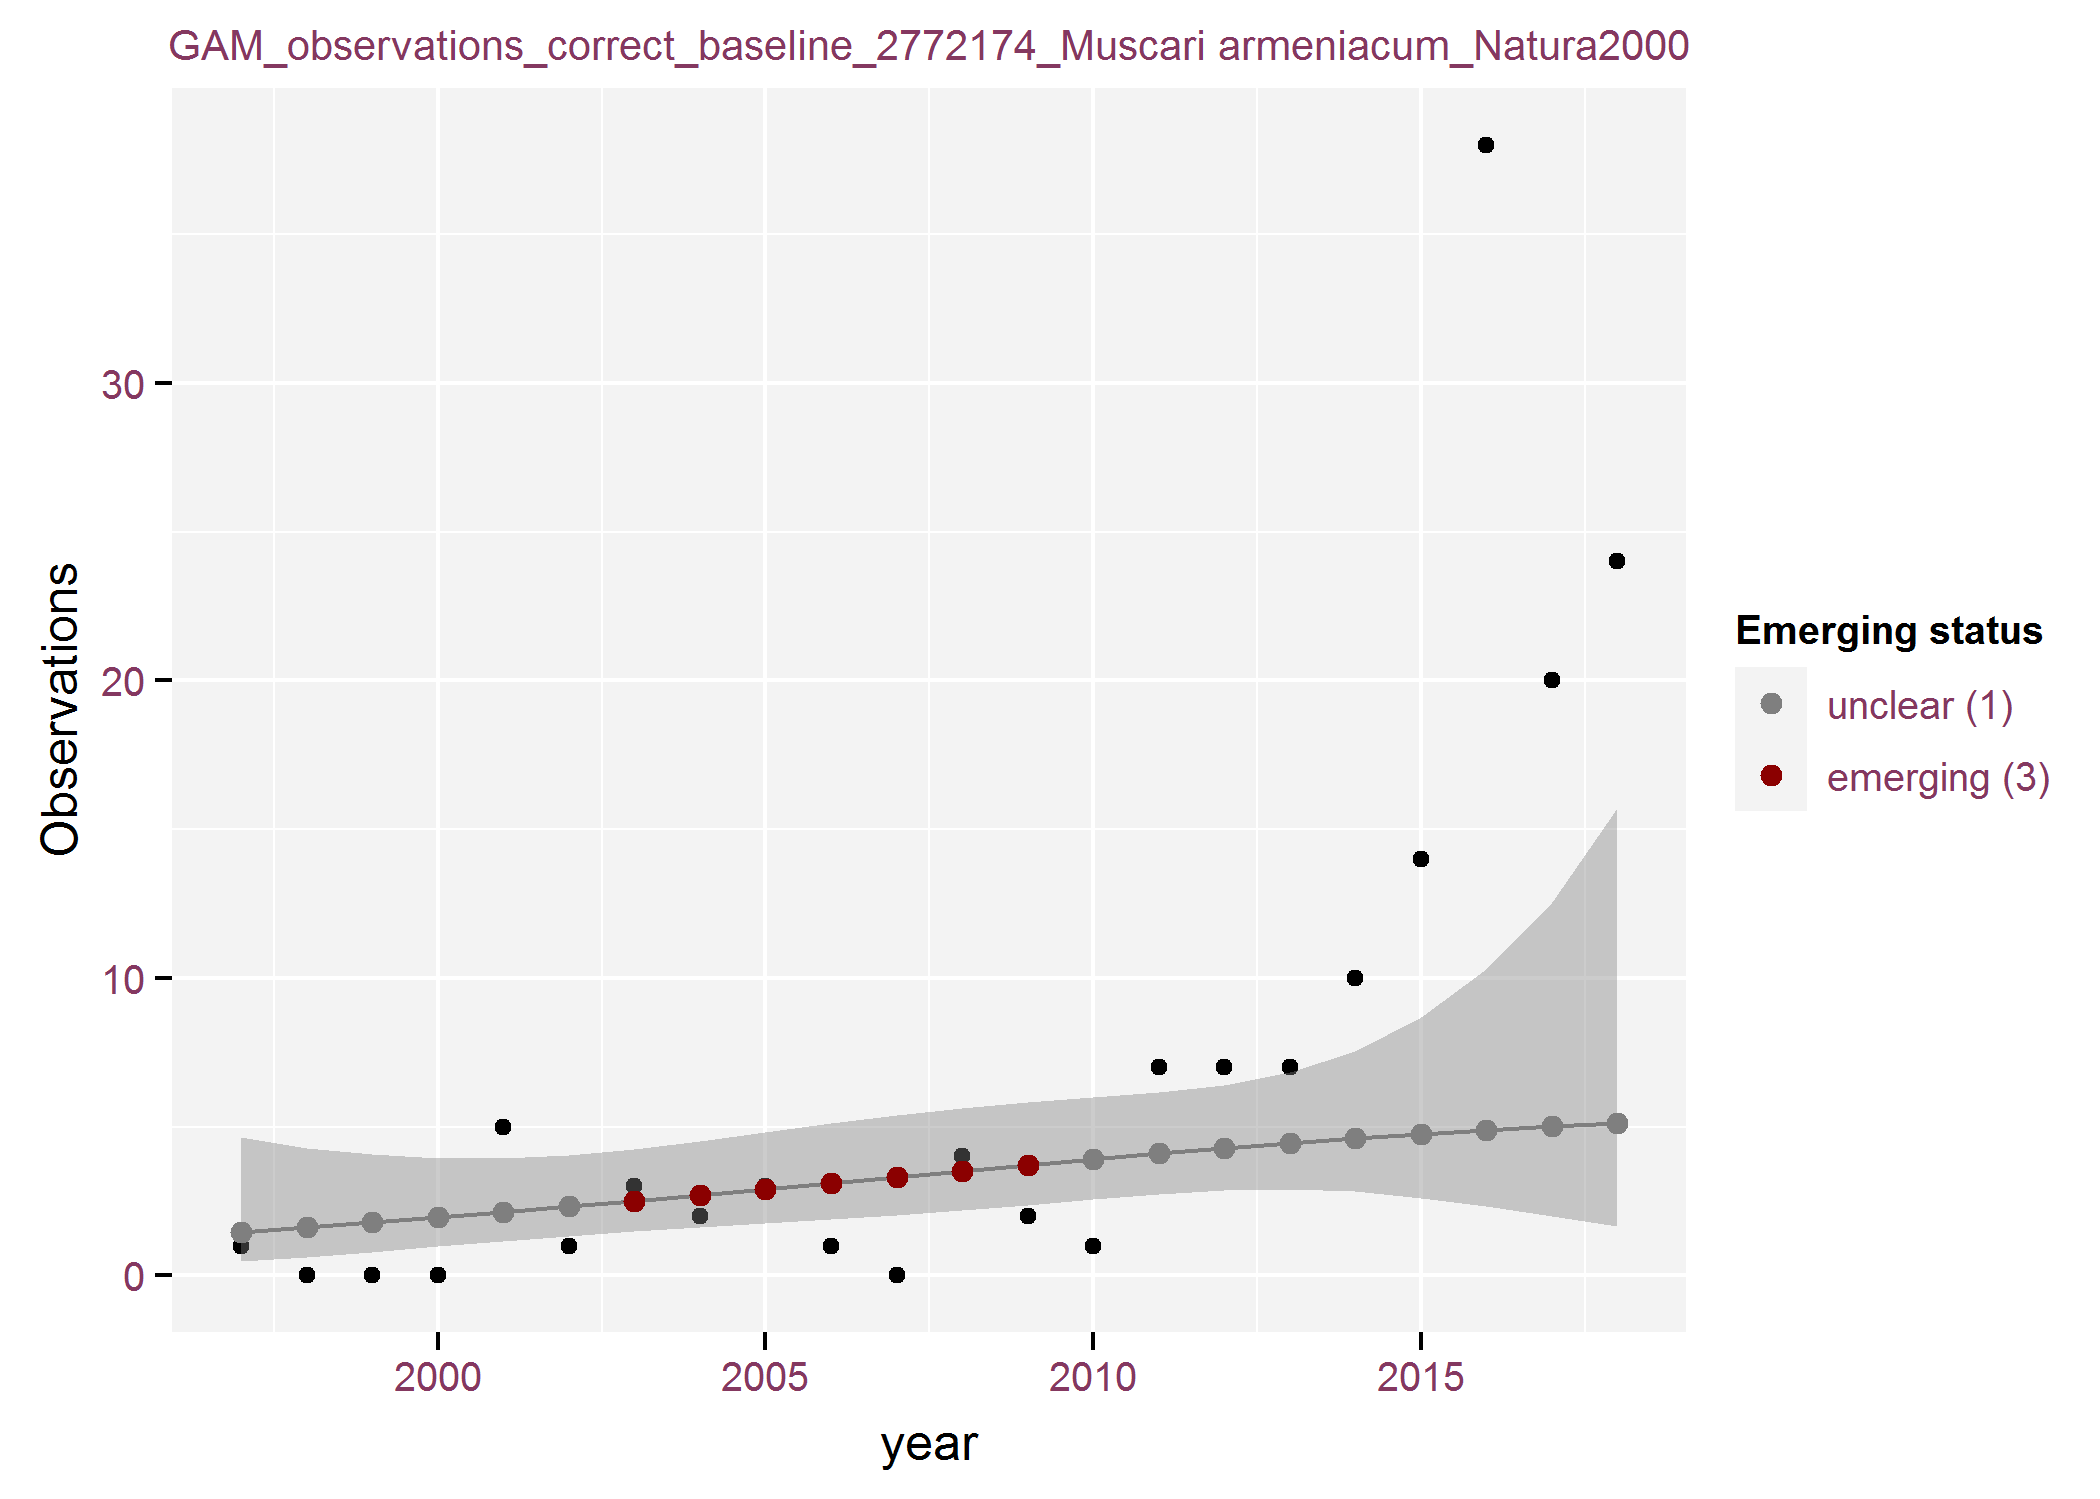 GAM_observations_correct_baseline_2772174_Muscari armeniacum_Natura2000
30
20
10
0
Observations
2000 2005 2010 2015
year
Emerging status
unclear (1)
emerging (3)